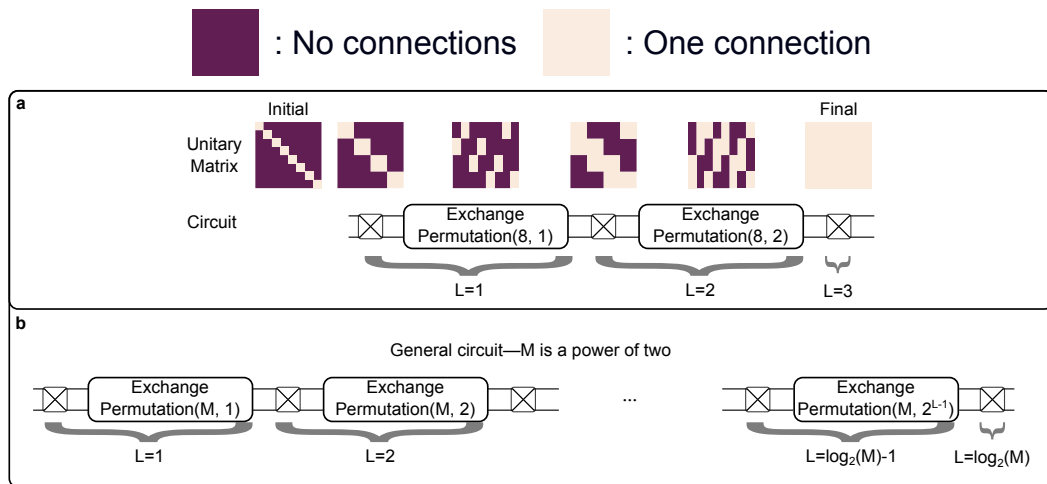 : No connections
: One connection
a
Initial
Final
Unitary
Matrix
Circuit
Exchange
Permutation(8, 1)
Exchange
Permutation(8, 2)
L=1
L=2
L=3
b
General circuit—M is a power of two
Exchange
Permutation(M, 1)
Exchange
Permutation(M, 2)
...
Exchange
Permutation(M, 2^{L-1})
L=1
L=2
L=log₂(M)-1
L=log₂(M)